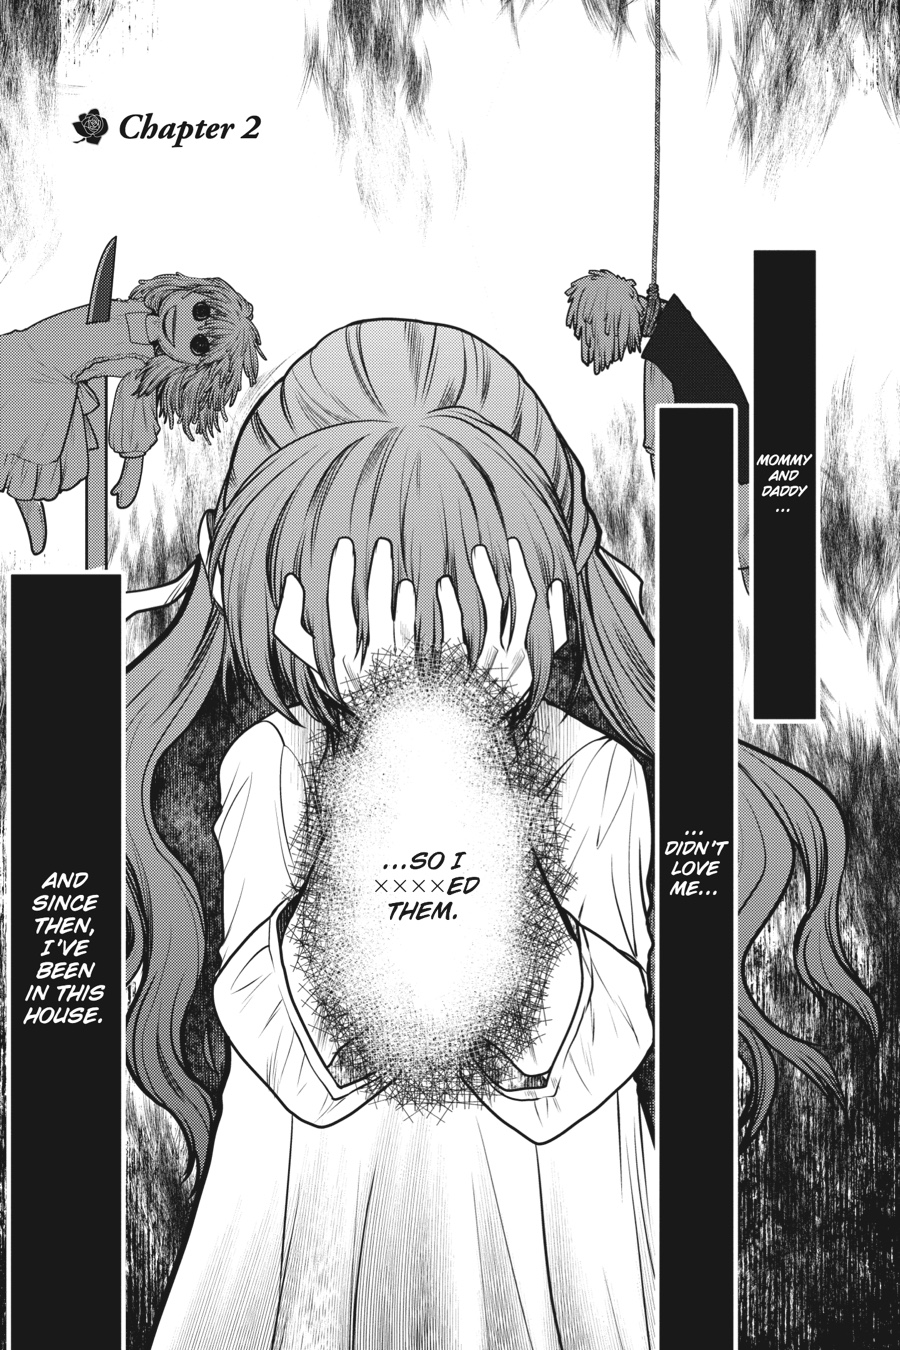 Chapter 2
MOMMY
AND
DADDY
...
...
DIDN'T
LOVE
ME...
...SO I
××××ED
THEM.
AND
SINCE
THEN,
I'VE
BEEN
IN THIS
HOUSE.